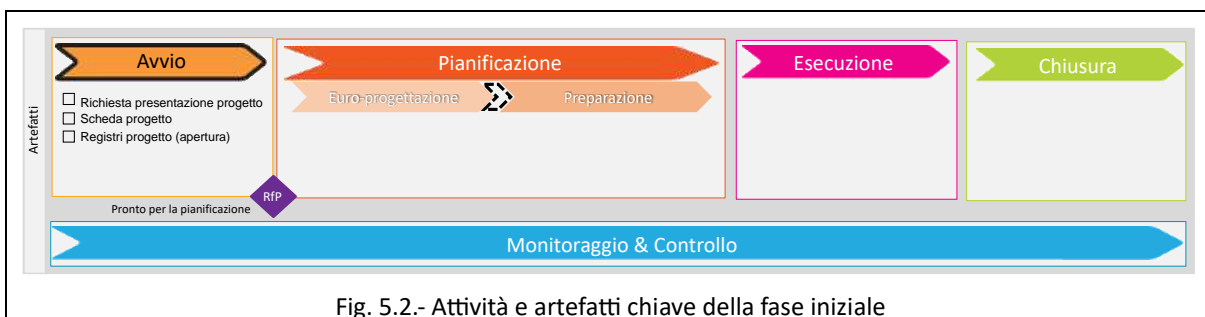 Artefatti
Avvio
Pianificazione
Esecuzione
Chiusura
Euro-progettazione
Preparazione
Richiesta presentazione progetto
Scheda progetto
Registri progetto (apertura)
RfP
Pronto per la pianificazione
Monitoraggio & Controllo
Fig. 5.2.- Attività e artefatti chiave della fase iniziale